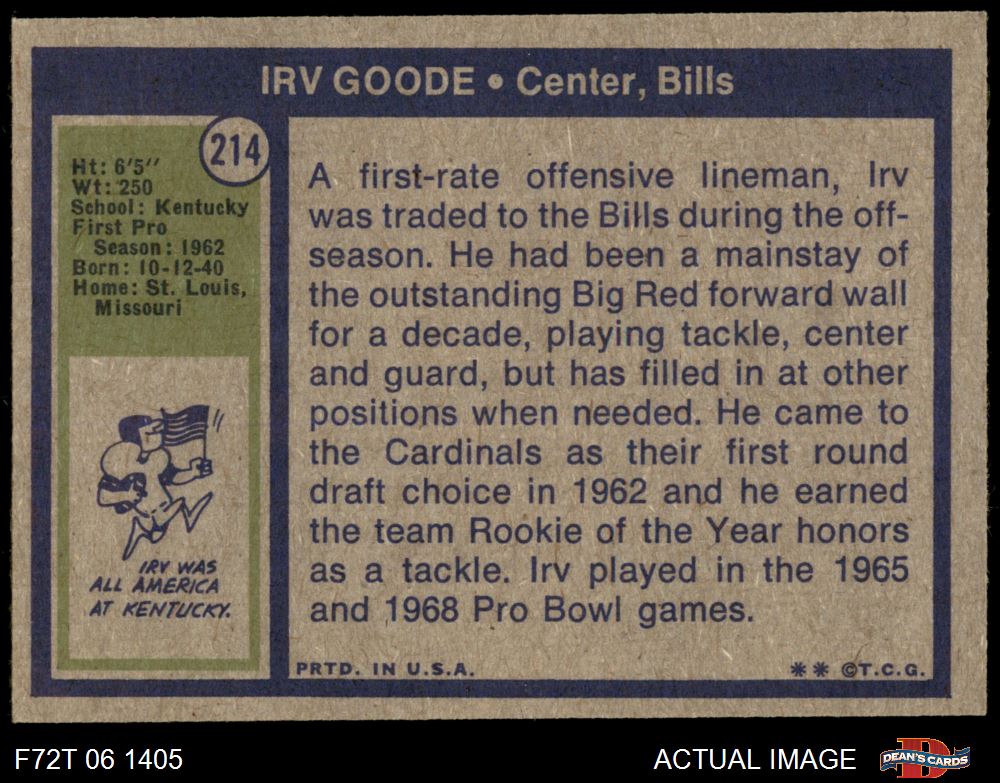 IRV GOODE • Center, Bills
214
Ht: 6'5''
Wt: 250
School: Kentucky
First Pro
Season: 1962
Born: 10-12-40
Home: St. Louis,
Missouri
IRV WAS
ALL AMERICA
AT KENTUCKY.
A first-rate offensive lineman, Irv
was traded to the Bills during the off-
season. He had been a mainstay of
the outstanding Big Red forward wall
for a decade, playing tackle, center
and guard, but has filled in at other
positions when needed. He came to
the Cardinals as their first round
draft choice in 1962 and he earned
the team Rookie of the Year honors
as a tackle. Irv played in the 1965
and 1968 Pro Bowl games.
PRTD. IN U.S.A.
** ©T.C.G.
F72T 06 1405
ACTUAL IMAGE
D
DEAN'S CARDS